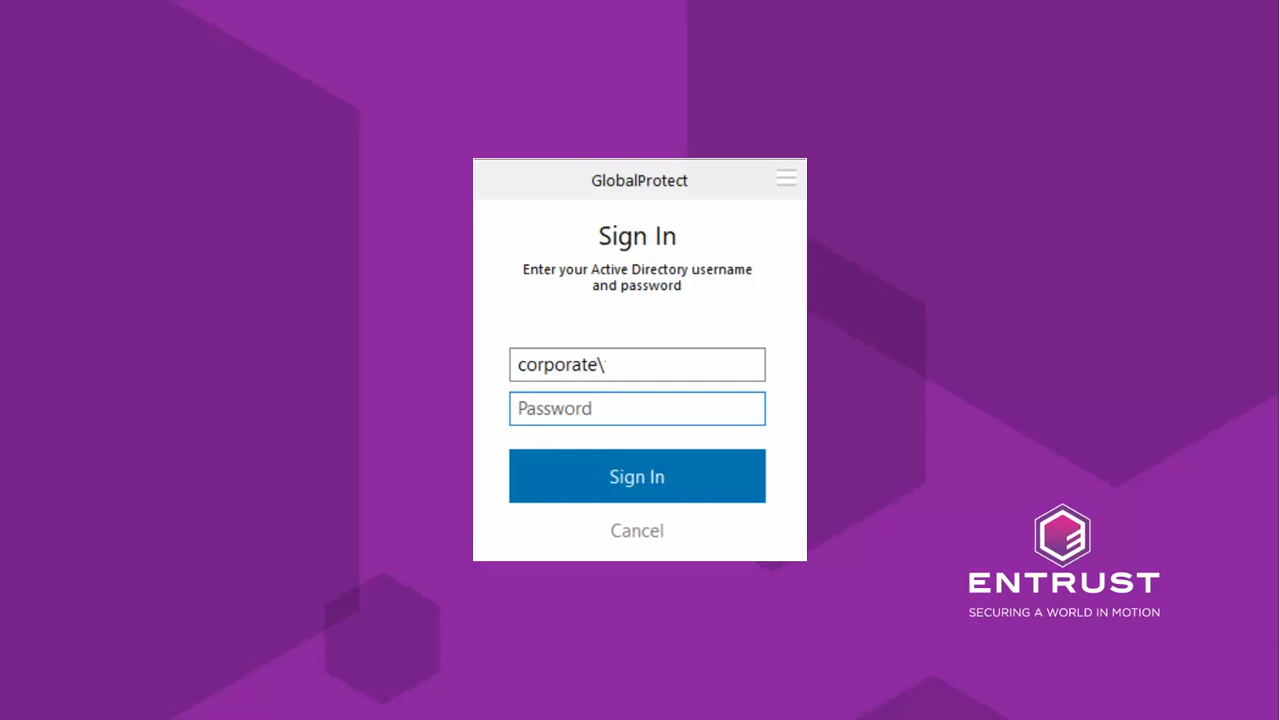 GlobalProtect
Sign In
Enter your Active Directory username
and password
corporate\
Password
Sign In
Cancel
ENTRUST
SECURING A WORLD IN MOTION